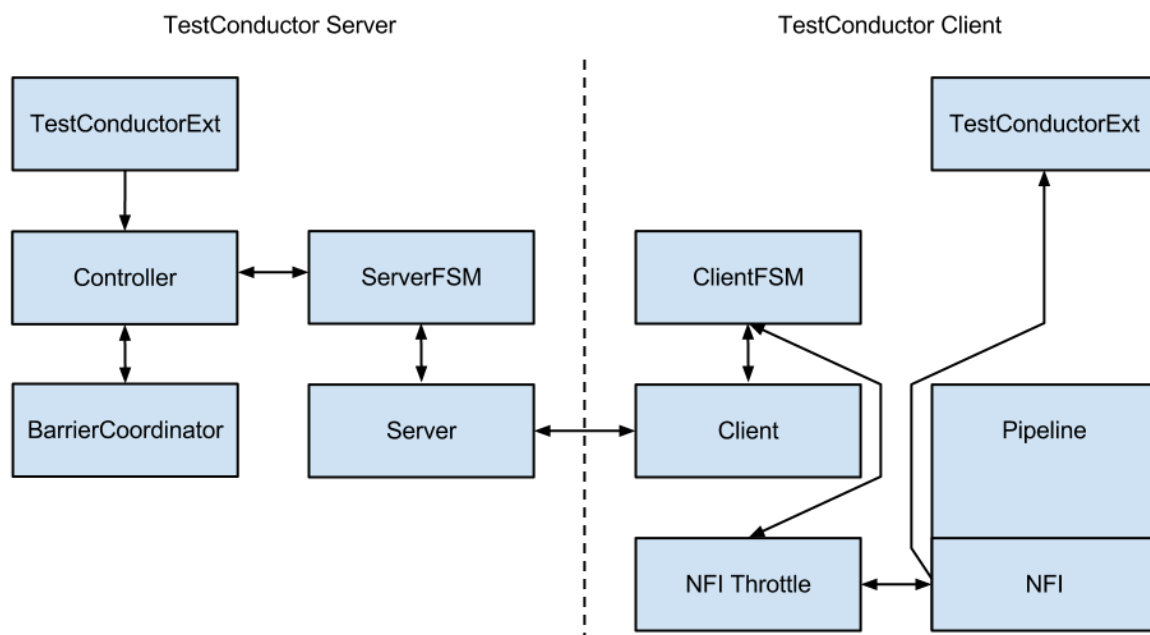 TestConductor Server
TestConductor Client
TestConductorExt
TestConductorExt
Controller
ServerFSM
ClientFSM
BarrierCoordinator
Server
Client
Pipeline
NFI Throttle
NFI